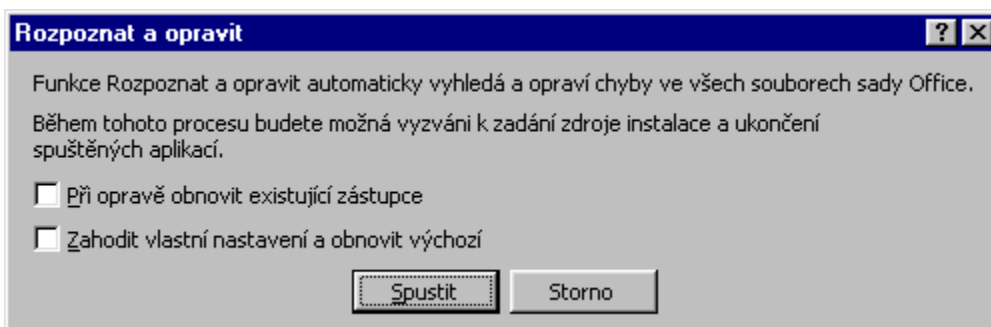 Rozpoznat a opravit
Funkce Rozpoznat a opravit automaticky vyhledá a opraví chyby ve všech souborech sady Office.
Během tohoto procesu budete možná vyzváni k zadání zdroje instalace a ukončení
spuštěných aplikací.
Při opravě obnovit existující zástupce
Zahodit vlastní nastavení a obnovit výchozí
Spustit Storno